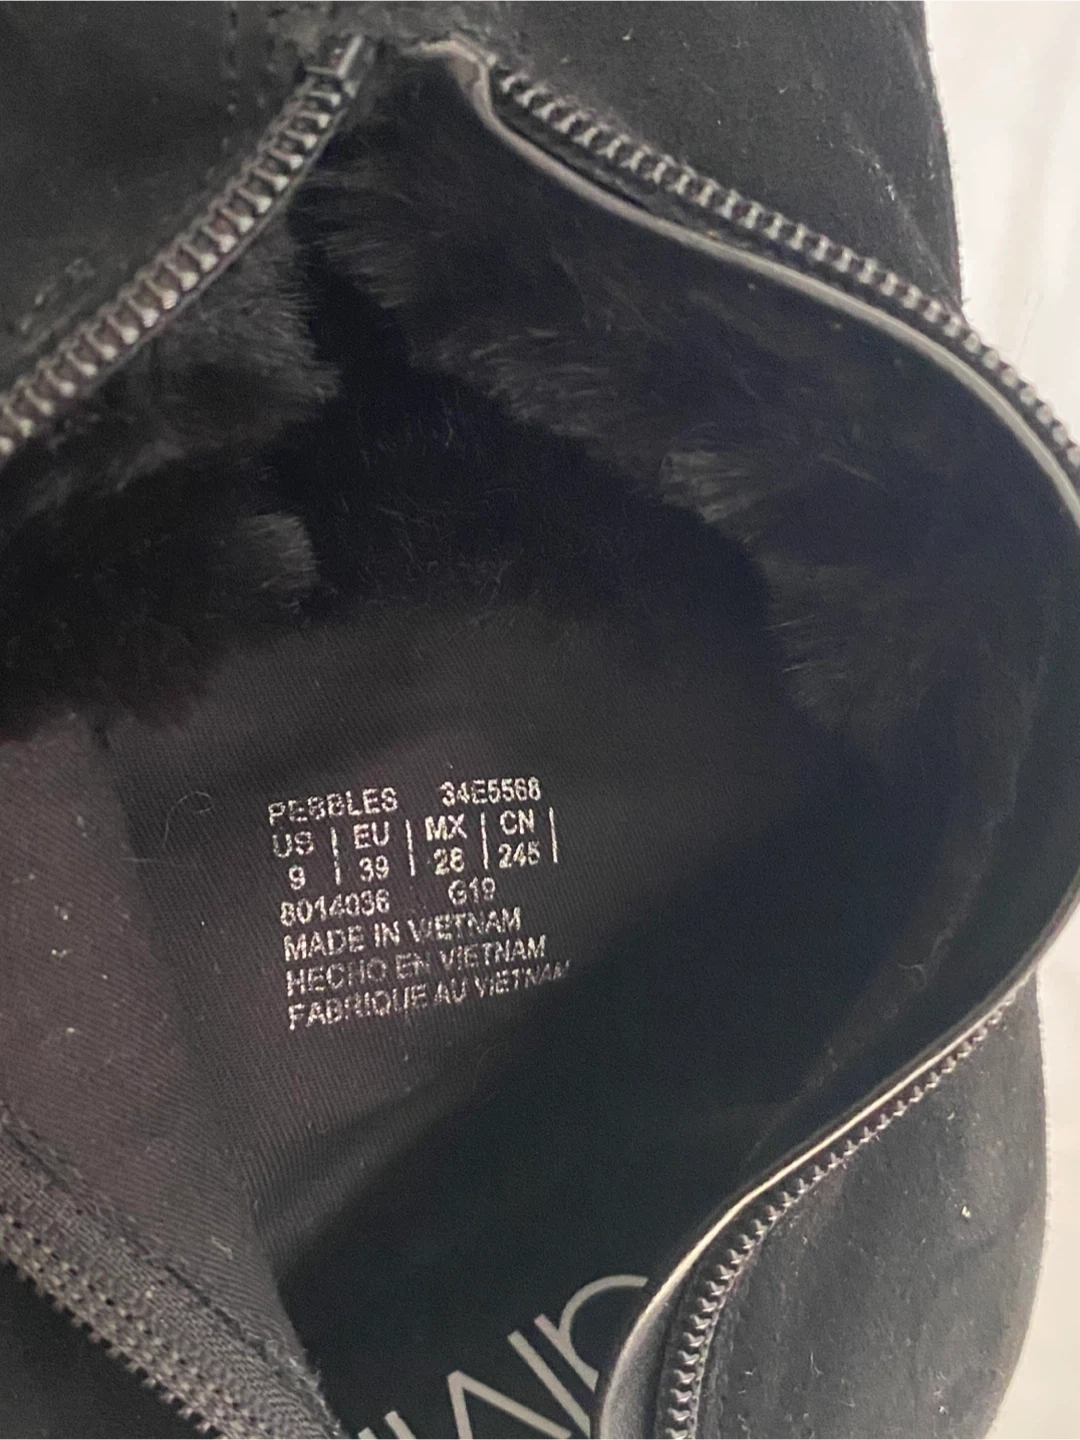 PEBBLES 34E5568
US | EU | MX | CN |
9 | 39 | 28 | 245 |
8014036 G19
MADE IN VIETNAM
HECHO EN VIETNAM
FABRIQUE AU VIETNAM